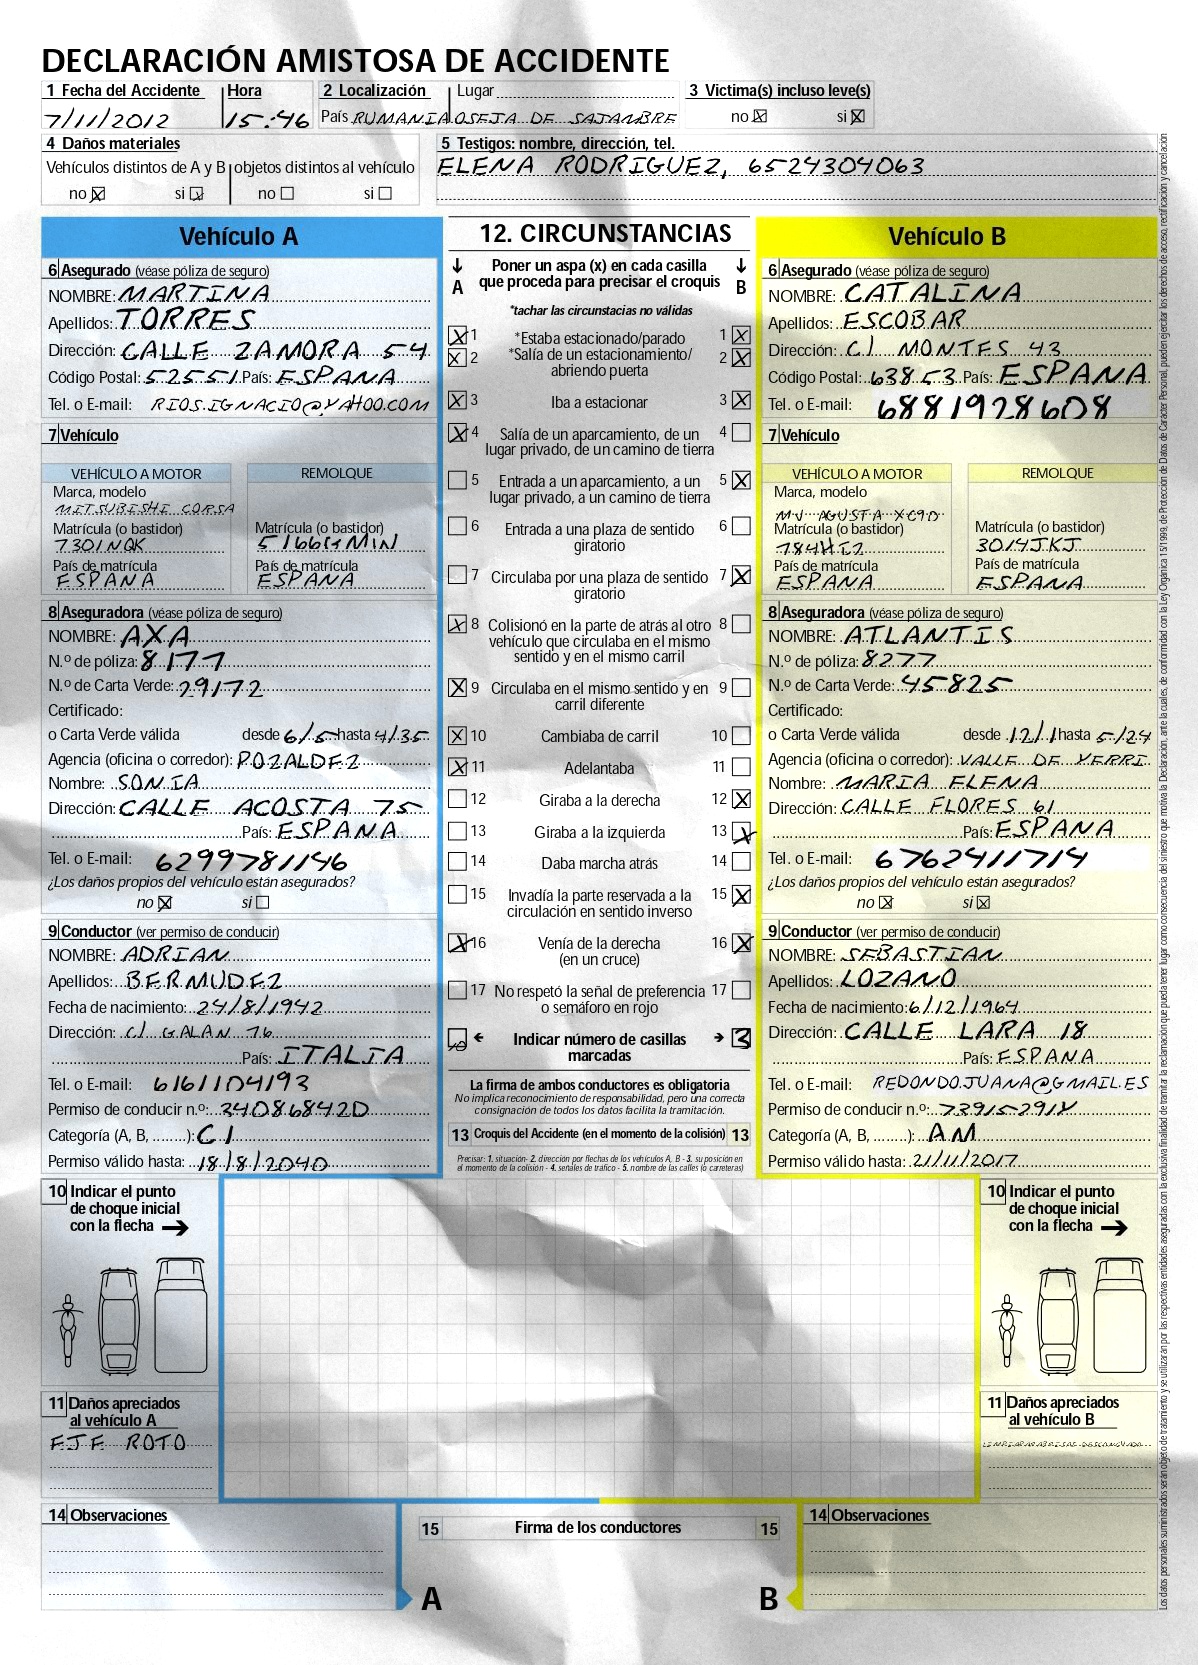 DECLARACIÓN AMISTOSA DE ACCIDENTE
1 Fecha del Accidente Hora 2 Localización Lugar 3 Victima(s) incluso leve(s)
7/11/2012 15:46 País RUMANIA OSEJA DE SAJAMBRE no si
4 Daños materiales
Vehículos distintos de A y B objetos distintos al vehículo
no si no si
5 Testigos: nombre, dirección, tel.
ELENA RODRIGUEZ, 6524304063
Vehículo A
6 Asegurado (véase póliza de seguro)
NOMBRE: MARTINA
Apellidos: TORRES
Dirección: CALLE ZAMORA 54
Código Postal: 52551 País: ESPANA
Tel. o E-mail: RIOS.IGNACIO@YAHOO.COM
7 Vehículo
VEHÍCULO A MOTOR REMOLQUE
Marca, modelo
MITSUBISHI CORSA
Matrícula (o bastidor) Matrícula (o bastidor)
7301NQK 5166GMIN
País de matrícula País de matrícula
ESPANA ESPANA
8 Aseguradora (véase póliza de seguro)
NOMBRE: AXA
N.º de póliza: 8177
N.º de Carta Verde: 29172
Certificado:
o Carta Verde válida desde 6/5 hasta 4/35
Agencia (oficina o corredor): POZALDEZ
Nombre: SONIA
Dirección: CALLE ACOSTA 75
País: ESPANA
Tel. o E-mail: 6299781146
¿Los daños propios del vehículo están asegurados?
no si
9 Conductor (ver permiso de conducir)
NOMBRE: ADRIAN
Apellidos: BERMUDEZ
Fecha de nacimiento: 24/8/1942
Dirección: C/ GALAN 76
País: ITALIA
Tel. o E-mail: 6161104193
Permiso de conducir n.º: 34086842D
Categoría (A, B, ........): C1
Permiso válido hasta: 18/8/2040
12. CIRCUNSTANCIAS
A Poner un aspa (x) en cada casilla que proceda para precisar el croquis B
*tachar las circunstacias no válidas
1 *Estaba estacionado/parado 1
2 *Salía de un estacionamiento/ 2
abriendo puerta
3 Iba a estacionar 3
4 Salía de un aparcamiento, de un 4
lugar privado, de un camino de tierra
5 Entrada a un aparcamiento, a un 5
lugar privado, a un camino de tierra
6 Entrada a una plaza de sentido 6
giratorio
7 Circulaba por una plaza de sentido 7
giratorio
8 Colisionó en la parte de atrás al otro 8
vehículo que circulaba en el mismo
sentido y en el mismo carril
9 Circulaba en el mismo sentido y en 9
carril diferente
10 Cambiaba de carril 10
11 Adelantaba 11
12 Giraba a la derecha 12
13 Giraba a la izquierda 13
14 Daba marcha atrás 14
15 Invadía la parte reservada a la 15
circulación en sentido inverso
16 Venía de la derecha 16
(en un cruce)
17 No respetó la señal de preferencia 17
o semáforo en rojo
10 Indicar número de casillas 3
marcadas
La firma de ambos conductores es obligatoria
No implica reconocimiento de responsabilidad, pero una correcta
consignación de todos los datos facilita la tramitación.
13 Croquis del Accidente (en el momento de la colisión) 13
Precisar: 1. situación- 2. dirección por flechas de los vehículos A, B - 3. su posición en
el momento de la colisión - 4. señales de tráfico - 5. nombre de las calles (o carreteras)
Vehículo B
6 Asegurado (véase póliza de seguro)
NOMBRE: CATALINA
Apellidos: ESCOBAR
Dirección: C/ MONTES 43
Código Postal: 63853 País: ESPANA
Tel. o E-mail: 6881928608
7 Vehículo
VEHÍCULO A MOTOR REMOLQUE
Marca, modelo
MV AGUSTA XC90
Matrícula (o bastidor) Matrícula (o bastidor)
784HIZ 3014JKJ
País de matrícula País de matrícula
ESPANA ESPANA
8 Aseguradora (véase póliza de seguro)
NOMBRE: ATLANTIS
N.º de póliza: 8277
N.º de Carta Verde: 45825
Certificado:
o Carta Verde válida desde 12/1 hasta 5/24
Agencia (oficina o corredor): VALLE DE YERRI
Nombre: MARIA ELENA
Dirección: CALLE FLORES 61
País: ESPANA
Tel. o E-mail: 6762411714
¿Los daños propios del vehículo están asegurados?
no si
9 Conductor (ver permiso de conducir)
NOMBRE: SEBASTIAN
Apellidos: LOZANO
Fecha de nacimiento: 6/12/1964
Dirección: CALLE LARA 18
País: ESPANA
Tel. o E-mail: REDONDOJUANA@GMAIL.ES
Permiso de conducir n.º: 73915291X
Categoría (A, B, ........): AM
Permiso válido hasta: 21/11/2017
10 Indicar el punto
de choque inicial
con la flecha
11 Daños apreciados
al vehículo A
EJE ROTO
10 Indicar el punto
de choque inicial
con la flecha
11 Daños apreciados
al vehículo B
LIMPIAPARABRISAS DESCONCHADO
14 Observaciones
15 Firma de los conductores 15
A B
14 Observaciones
Los datos personales suministrados serán objeto de tratamiento y se utilizaran por las respectivas entidades aseguradas con la exclusiva finalidad de tramitar la reclamación que pueda tener lugar como consecuencia del siniestro que motiva la Declaración, ante la cuales, de conformidad con la Ley Orgánica 15/1999, de Protección de Datos de Carácter Personal, pueden ejercitar los derechos de acceso, rectificación y cancelación